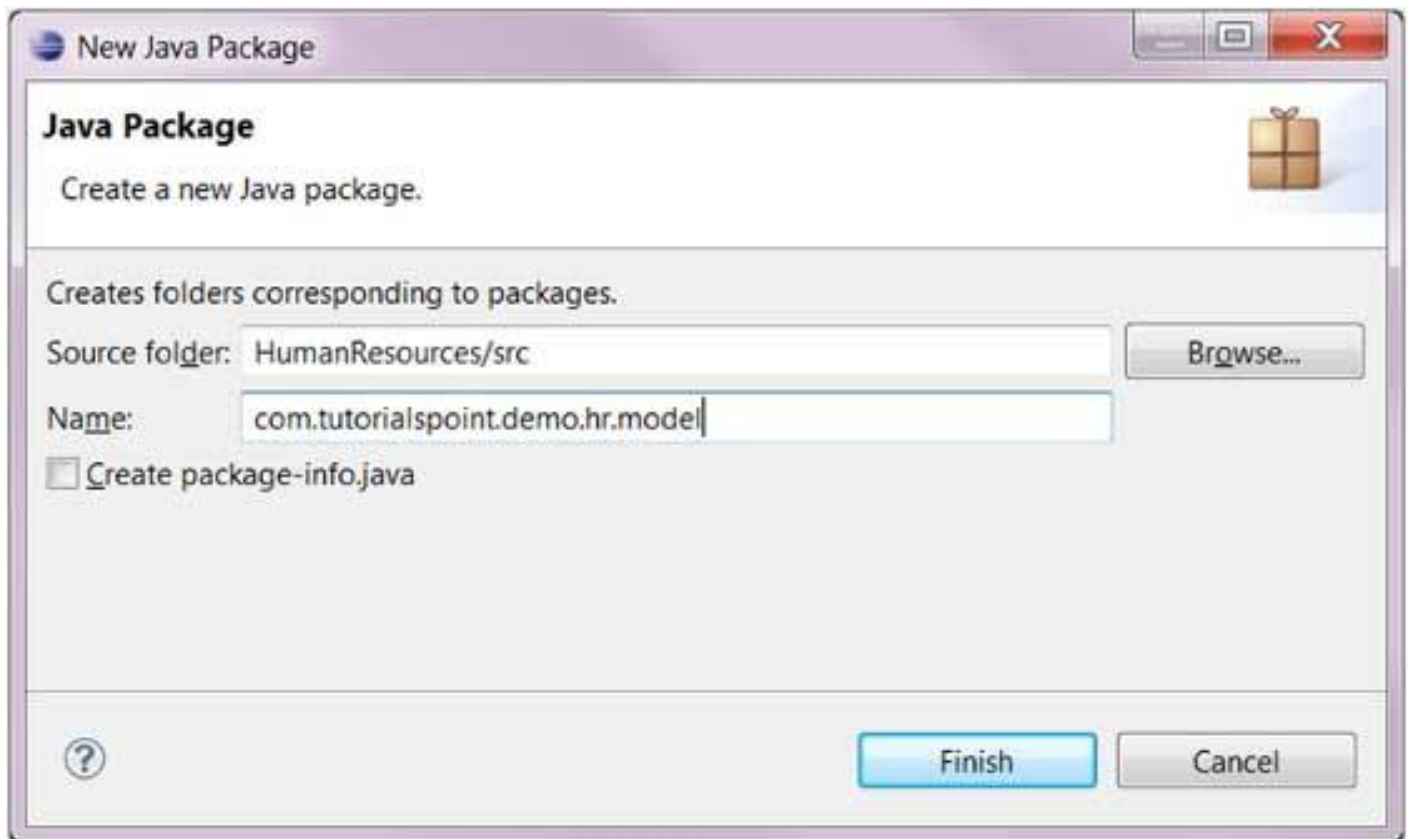 New Java Package
Java Package
Create a new Java package.
Creates folders corresponding to packages.
Source folder: HumanResources/src Browse...
Name: com.tutorialspoint.demo.hr.model
Create package-info.java
? Finish Cancel